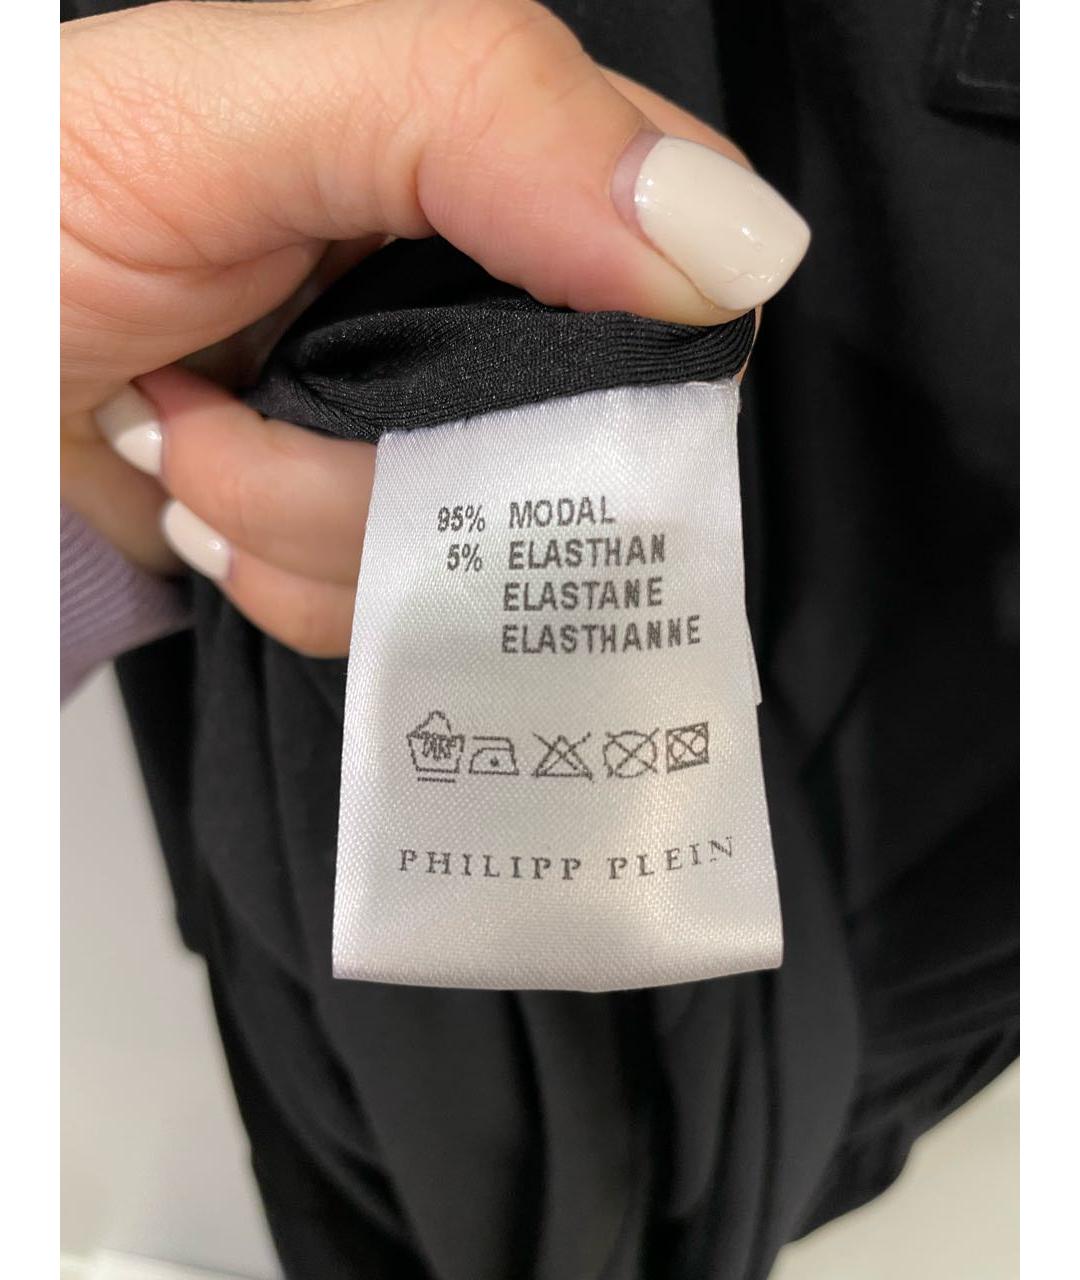 95% MODAL
5% ELASTHAN
ELASTANE
ELASTHANNE
PHILIPP PLEIN